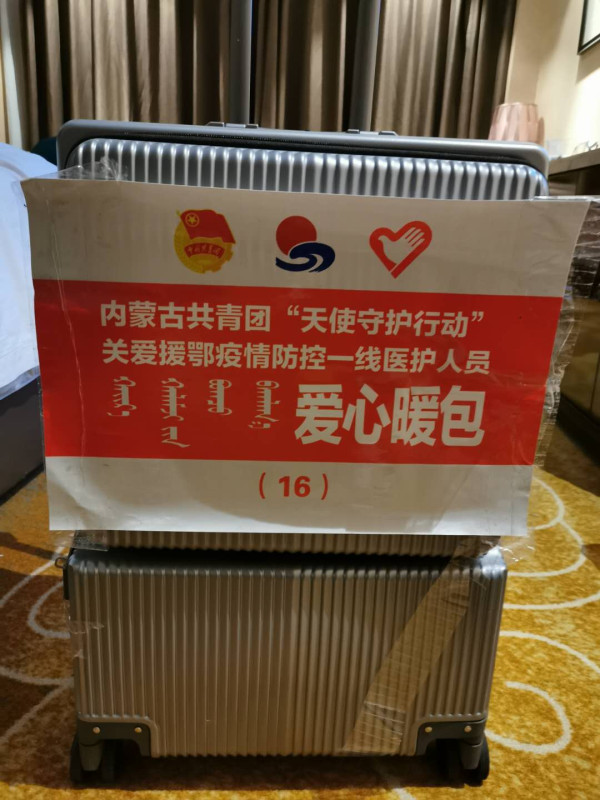 内蒙古共青团“天使守护行动”
关爱援鄂疫情防控一线医护人员
爱心暖包
（16）